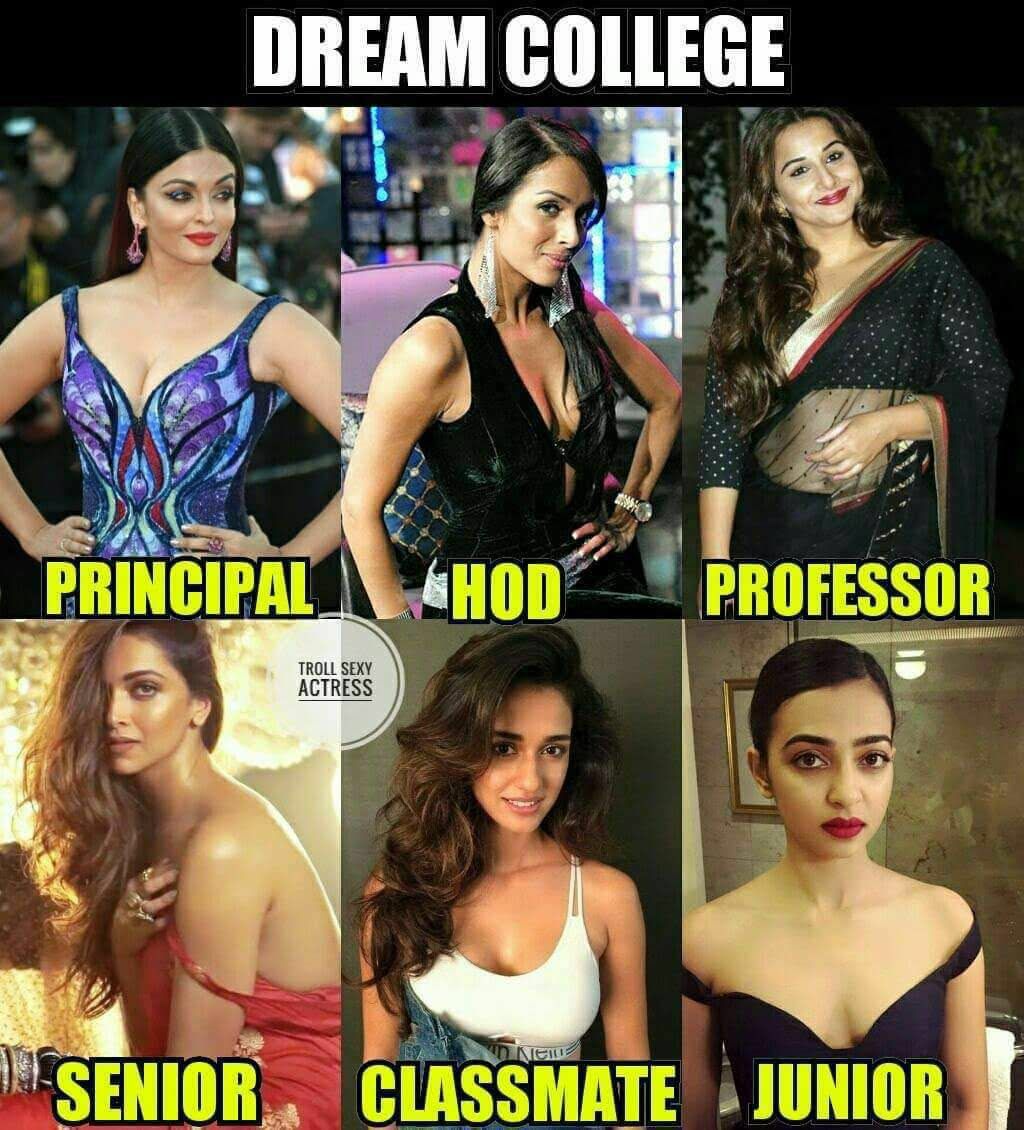 DREAM COLLEGE
PRINCIPAL
HOD
PROFESSOR
TROLL SEXY
ACTRESS
SENIOR
CLASSMATE
JUNIOR